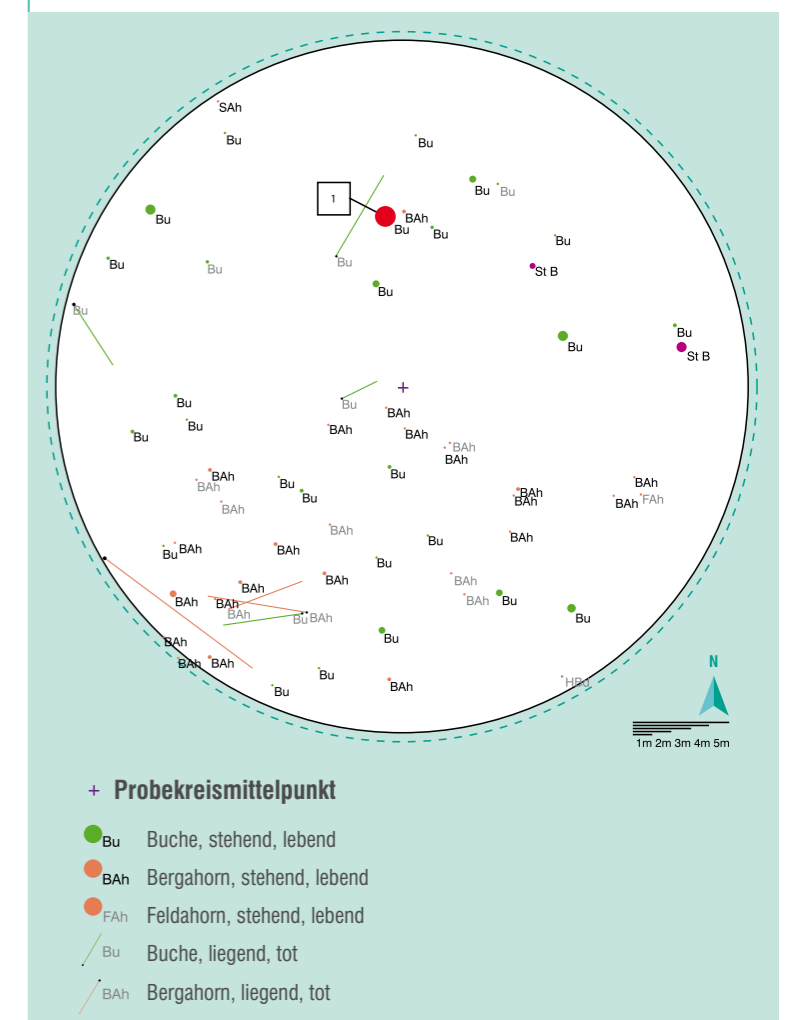 SAh
Bu
Bu
Bu
Bu
1
Bu
BAh
Bu
Bu
Bu
Bu
Bu
Bu
St B
Bu
Bu
Bu
Bu
St B
Bu
Bu
BAh
Bu
Bu
BAh
BAh
Bu
BAh
BAh
BAh
BAh
Bu
Bu
Bu
BAh
BAh
BAh
BAh
BAh
FAh
BAh
BAh
Bu
BAh
Bu
BAh
BAh
Bu
BAh
BAh
BAh
BAh
BAh
BAh
BAh
Bu
Bu
BAh
Bu
Bu
BAh
BAh
BAh
Bu
Bu
BAh
HBu
N
1m 2m 3m 4m 5m
+ Probekreismittelpunkt
Bu Buche, stehend, lebend
BAh Bergahorn, stehend, lebend
FAh Feldahorn, stehend, lebend
Bu Buche, liegend, tot
BAh Bergahorn, liegend, tot